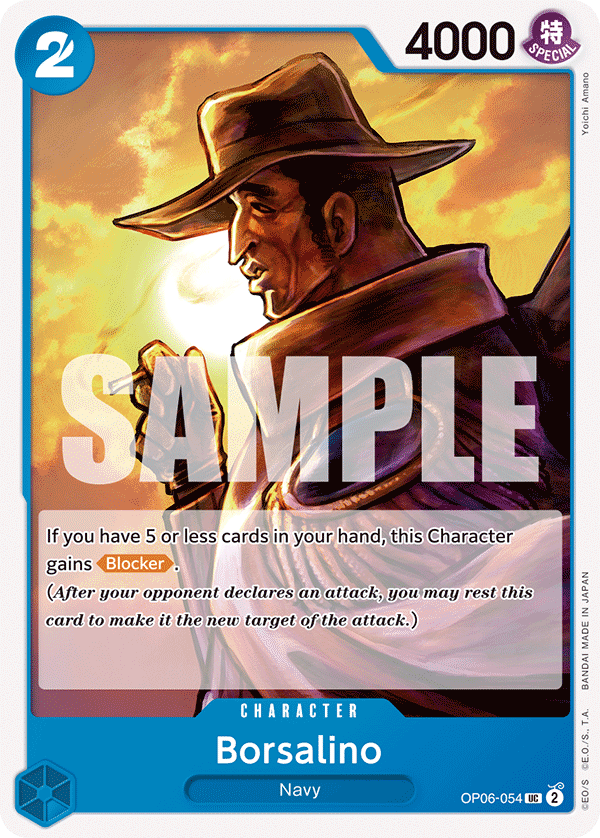 2
4000
特
SPECIAL
Yoichi Amano
SAMPLE
If you have 5 or less cards in your hand, this Character
gains Blocker.
(After your opponent declares an attack, you may rest this
card to make it the new target of the attack.)
BANDAI MADE IN JAPAN
©EO/S ©E.O./S., T.A.
CHARACTER
Borsalino
Navy
OP06-054 UC 2